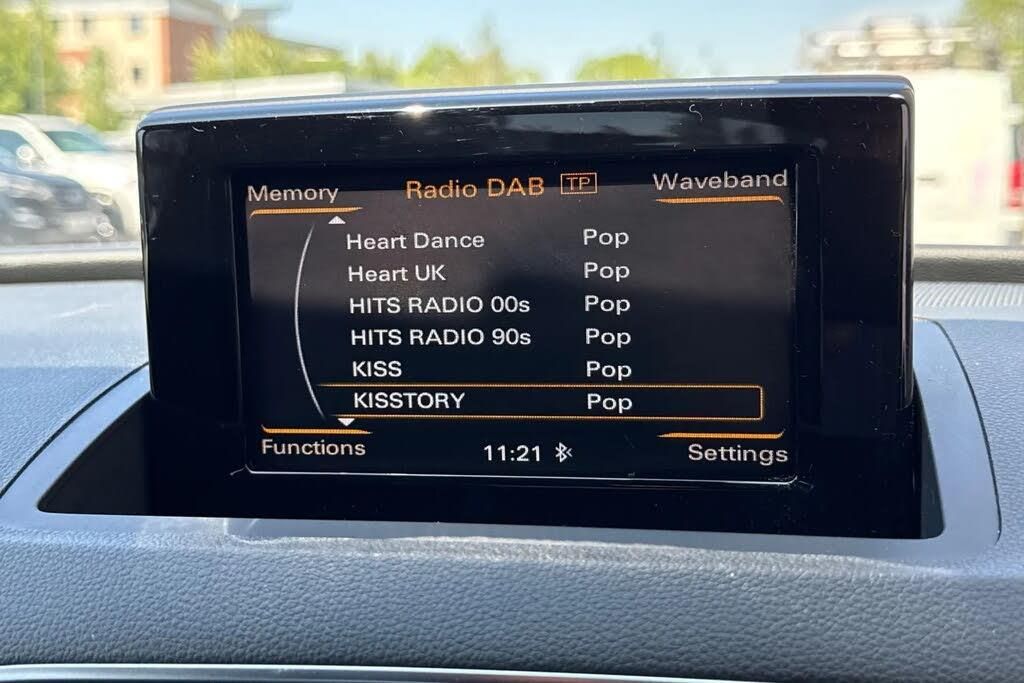 Memory Radio DAB TP Waveband
Heart Dance Pop
Heart UK Pop
HITS RADIO 00s Pop
HITS RADIO 90s Pop
KISS Pop
KISSTORY Pop
Functions 11:21 Settings